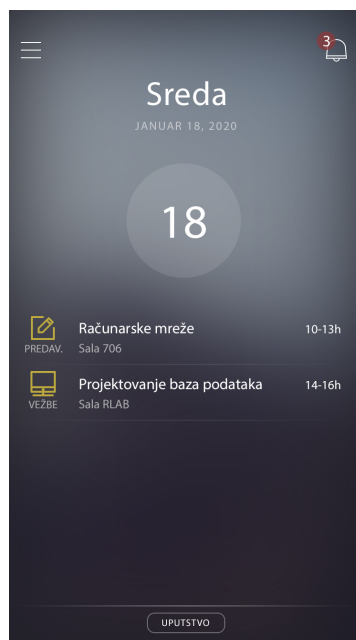 3
Sreda
JANUAR 18, 2020
18
Računarske mreže 10-13h
PREDAV. Sala 706
Projektovanje baza podataka 14-16h
VEŽBE Sala RLAB
UPUTSTVO